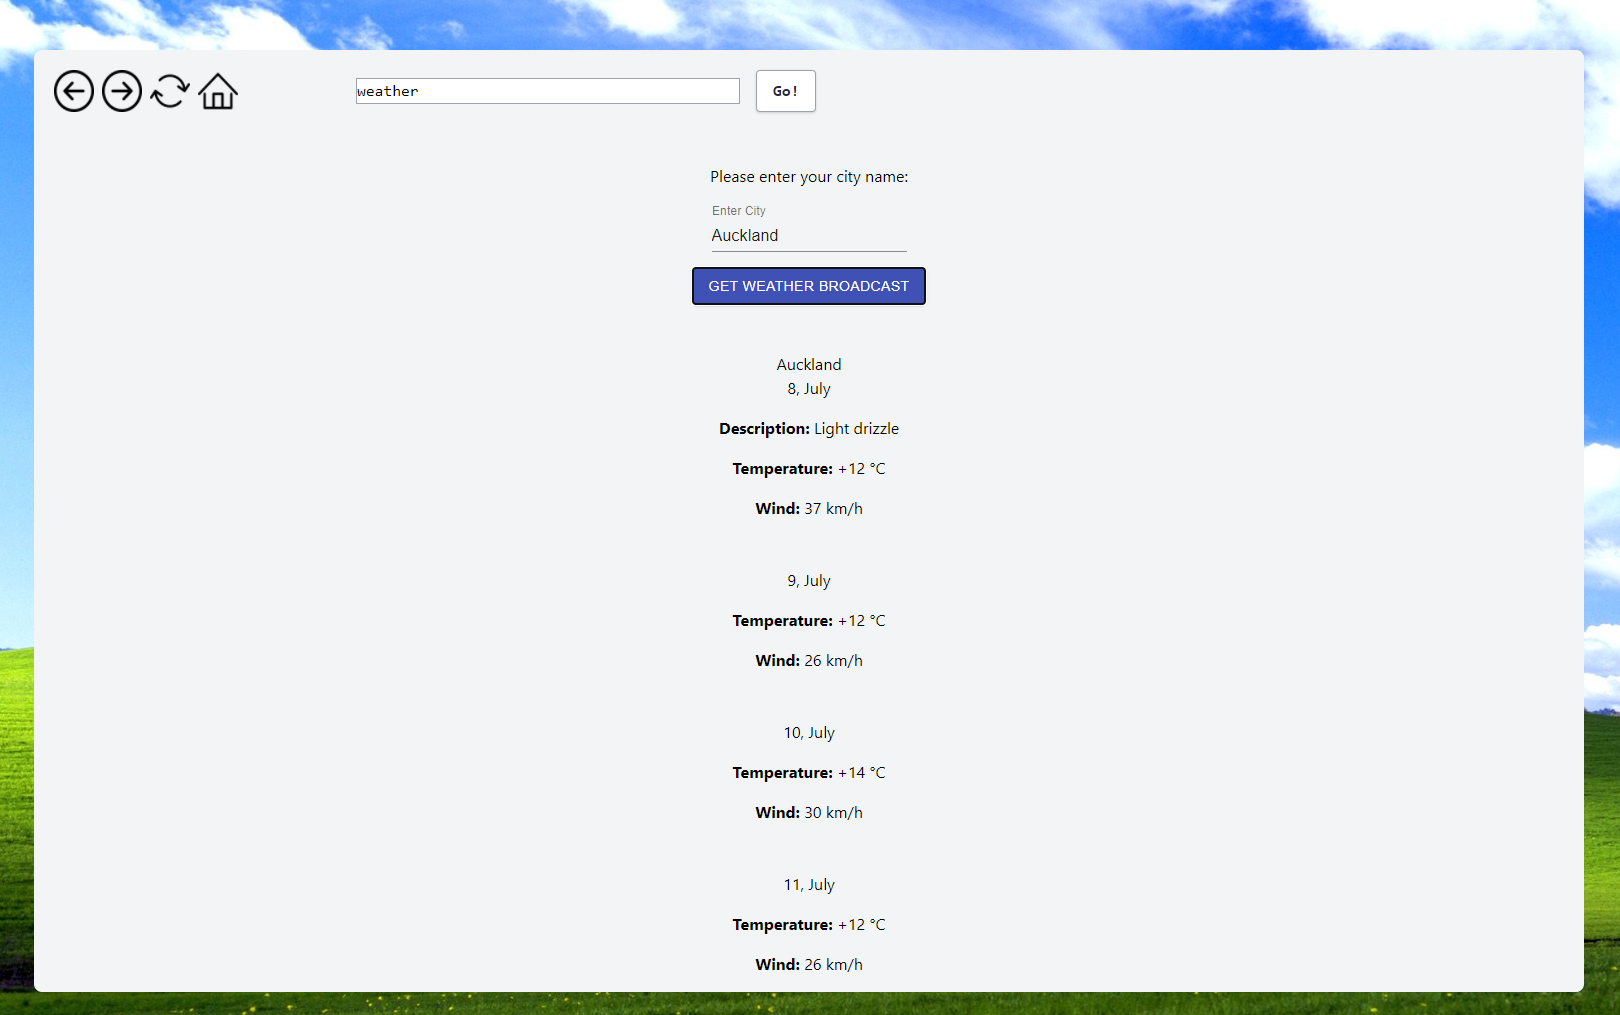 weather
Go!
Please enter your city name:
Enter City
Auckland
GET WEATHER BROADCAST
Auckland
8, July
Description: Light drizzle
Temperature: +12 °C
Wind: 37 km/h
9, July
Temperature: +12 °C
Wind: 26 km/h
10, July
Temperature: +14 °C
Wind: 30 km/h
11, July
Temperature: +12 °C
Wind: 26 km/h